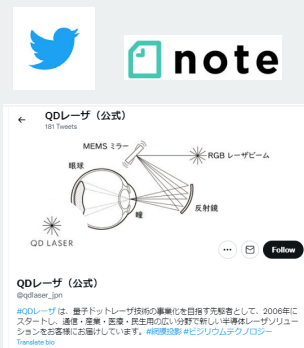 note
QDレーザ（公式）
181 Tweets
MEMS ミラー
RGB レーザビーム
眼球
瞳
反射鏡
QD LASER
Follow
QDレーザ（公式）
@qdlaser_jpn
#QDレーザ は、量子ドットレーザ技術の事業化を目指す先駆者として、2006年に
スタートし、通信・産業・医療・民生用の広い分野で新しい半導体レーザソリュー
ションをお客様にお届けしています。#網膜投影 #ビジリウムテクノロジー
Translate bio